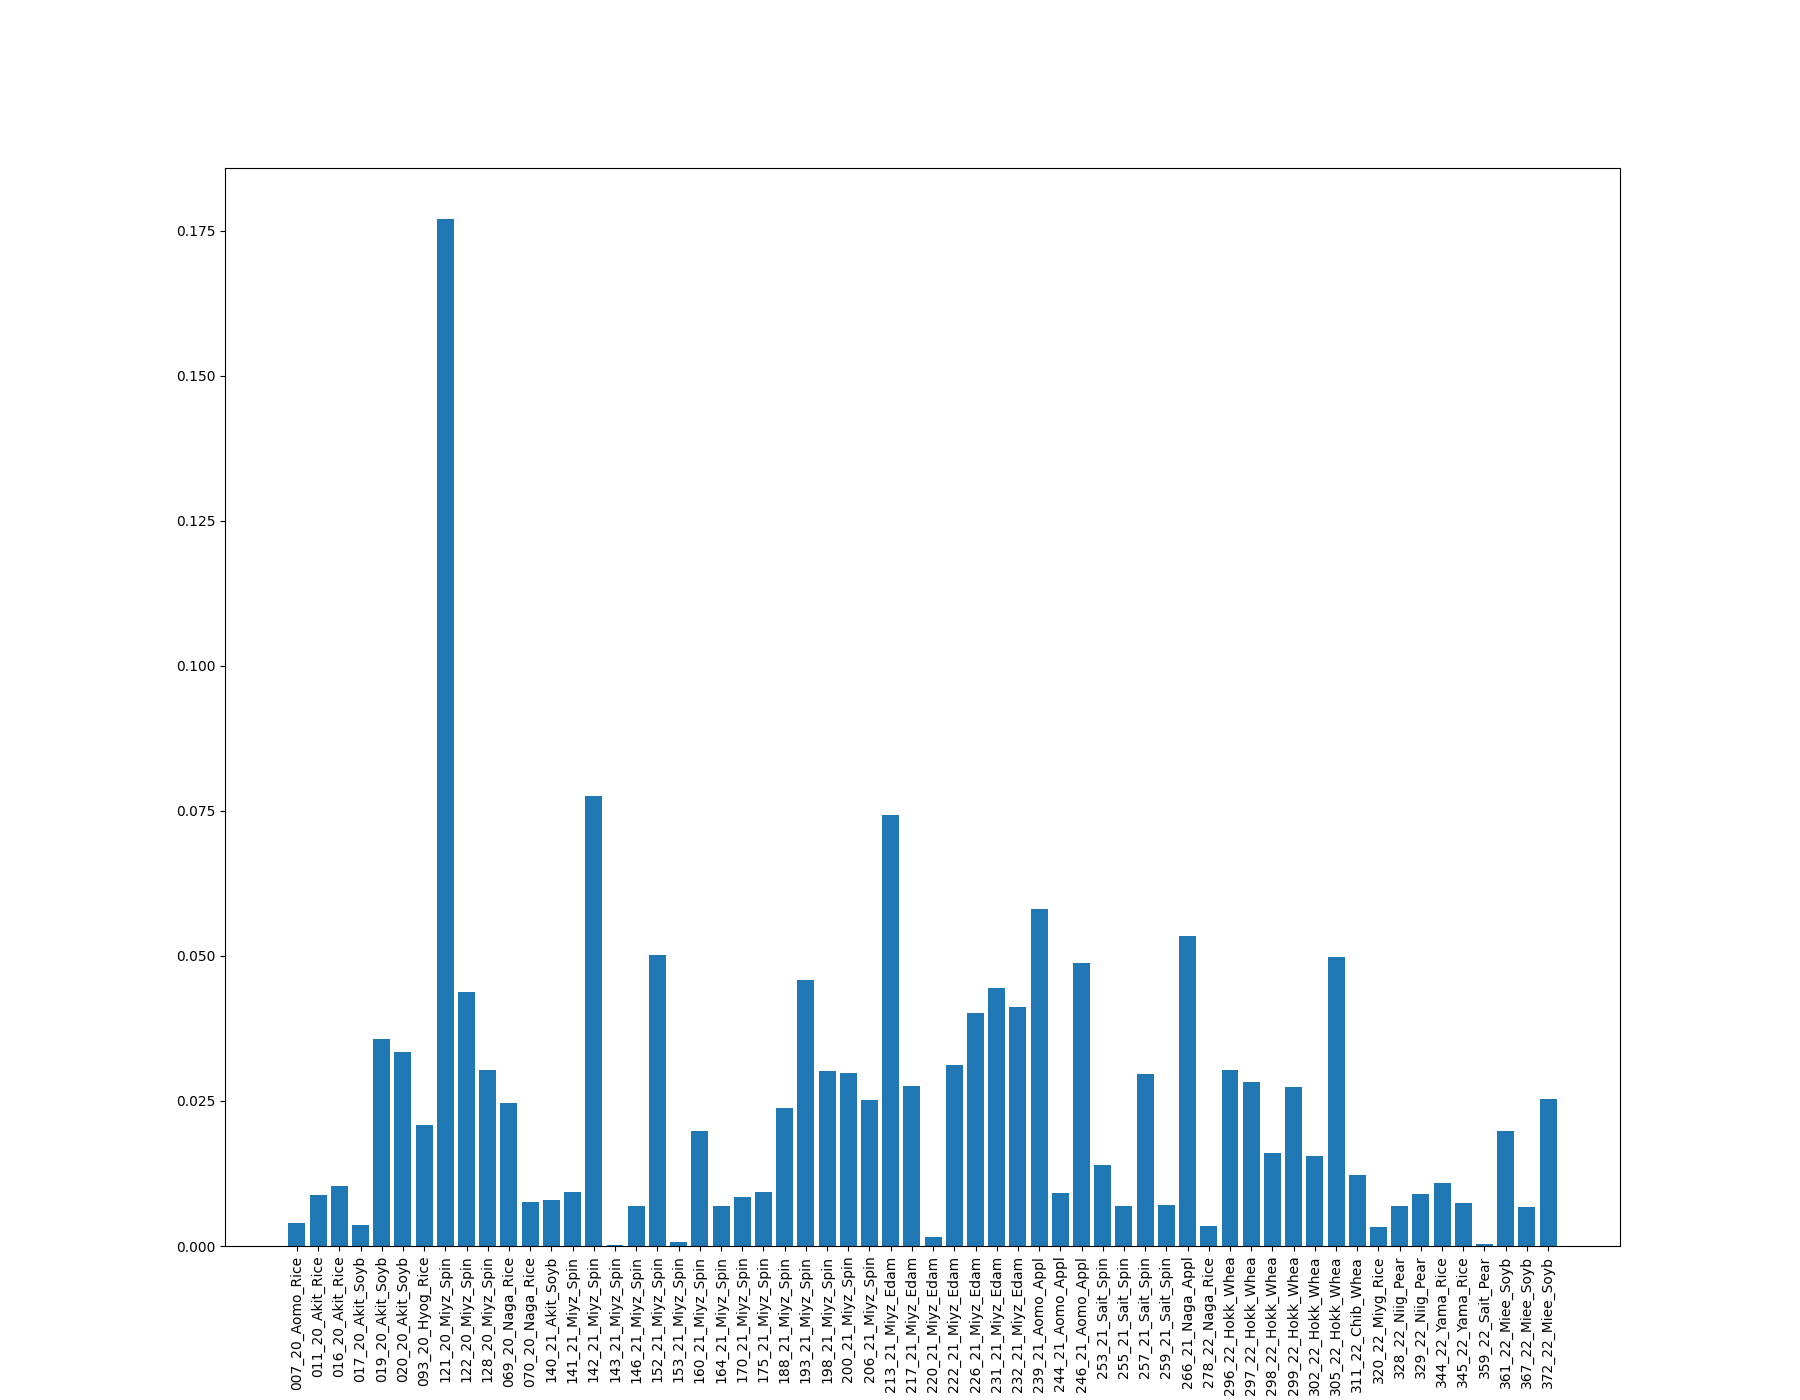 0.175
0.150
0.125
0.100
0.075
0.050
0.025
0.000
007_20_Aomo_Rice
011_20_Akit_Rice
016_20_Akit_Rice
017_20_Akit_Soyb
019_20_Akit_Soyb
020_20_Akit_Soyb
093_20_Hyog_Rice
121_20_Miyz_Spin
122_20_Miyz_Spin
128_20_Miyz_Spin
069_20_Naga_Rice
070_20_Naga_Rice
140_21_Akit_Soyb
141_21_Miyz_Spin
142_21_Miyz_Spin
143_21_Miyz_Spin
146_21_Miyz_Spin
152_21_Miyz_Spin
153_21_Miyz_Spin
160_21_Miyz_Spin
164_21_Miyz_Spin
170_21_Miyz_Spin
175_21_Miyz_Spin
188_21_Miyz_Spin
193_21_Miyz_Spin
198_21_Miyz_Spin
200_21_Miyz_Spin
206_21_Miyz_Spin
213_21_Miyz_Edam
217_21_Miyz_Edam
220_21_Miyz_Edam
222_21_Miyz_Edam
226_21_Miyz_Edam
231_21_Miyz_Edam
232_21_Miyz_Edam
239_21_Aomo_Appl
244_21_Aomo_Appl
246_21_Aomo_Appl
253_21_Sait_Spin
255_21_Sait_Spin
257_21_Sait_Spin
259_21_Sait_Spin
266_21_Naga_Appl
278_22_Naga_Rice
296_22_Hokk_Whea
297_22_Hokk_Whea
298_22_Hokk_Whea
299_22_Hokk_Whea
302_22_Hokk_Whea
305_22_Hokk_Whea
311_22_Chib_Whea
320_22_Miyg_Rice
328_22_Niig_Pear
329_22_Niig_Pear
344_22_Yama_Rice
345_22_Yama_Rice
359_22_Sait_Pear
361_22_Miee_Soyb
367_22_Miee_Soyb
372_22_Miee_Soyb